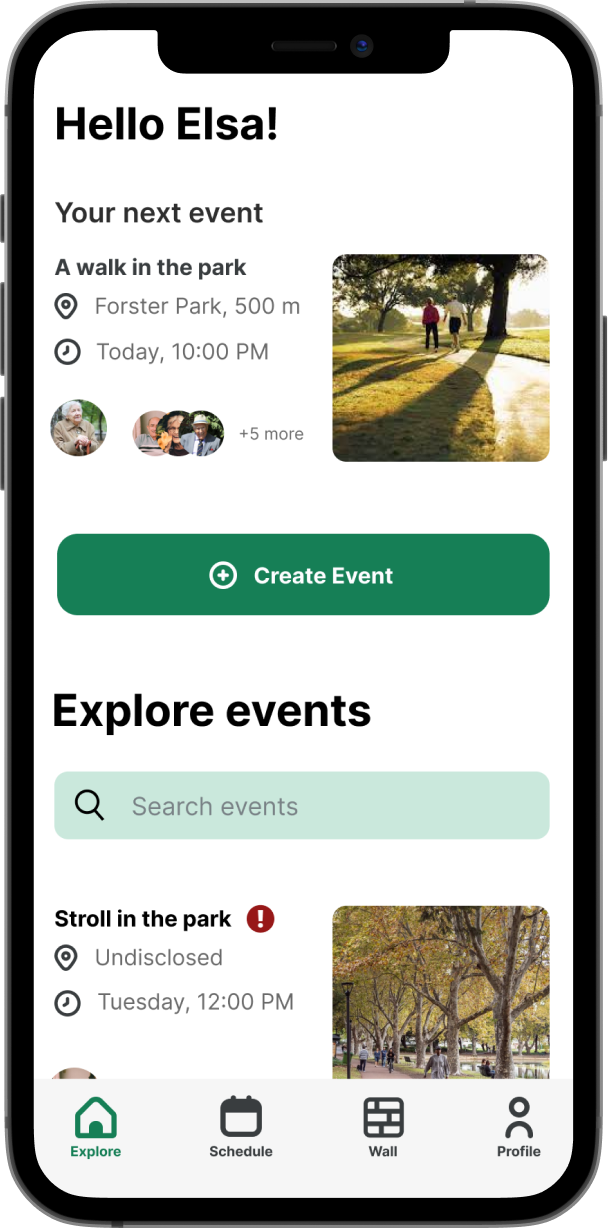 Hello Elsa!
Your next event
A walk in the park
Forster Park, 500 m
Today, 10:00 PM
+5 more
Create Event
Explore events
Search events
Stroll in the park
Undisclosed
Tuesday, 12:00 PM
Explore
Schedule
Wall
Profile